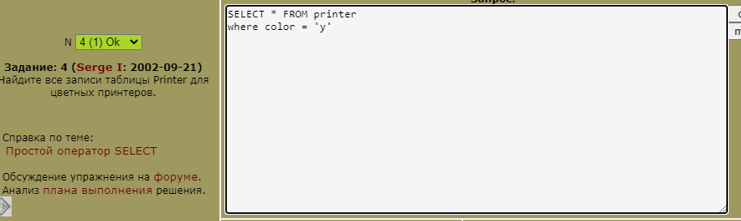 Запрос:
N 4 (1) Ok
SELECT * FROM printer
where color = 'y'
Задание: 4 (Serge I: 2002-09-21)
Найдите все записи таблицы Printer для
цветных принтеров.
Справка по теме:
Простой оператор SELECT
Обсуждение упражнения на форуме.
Анализ плана выполнения решения.